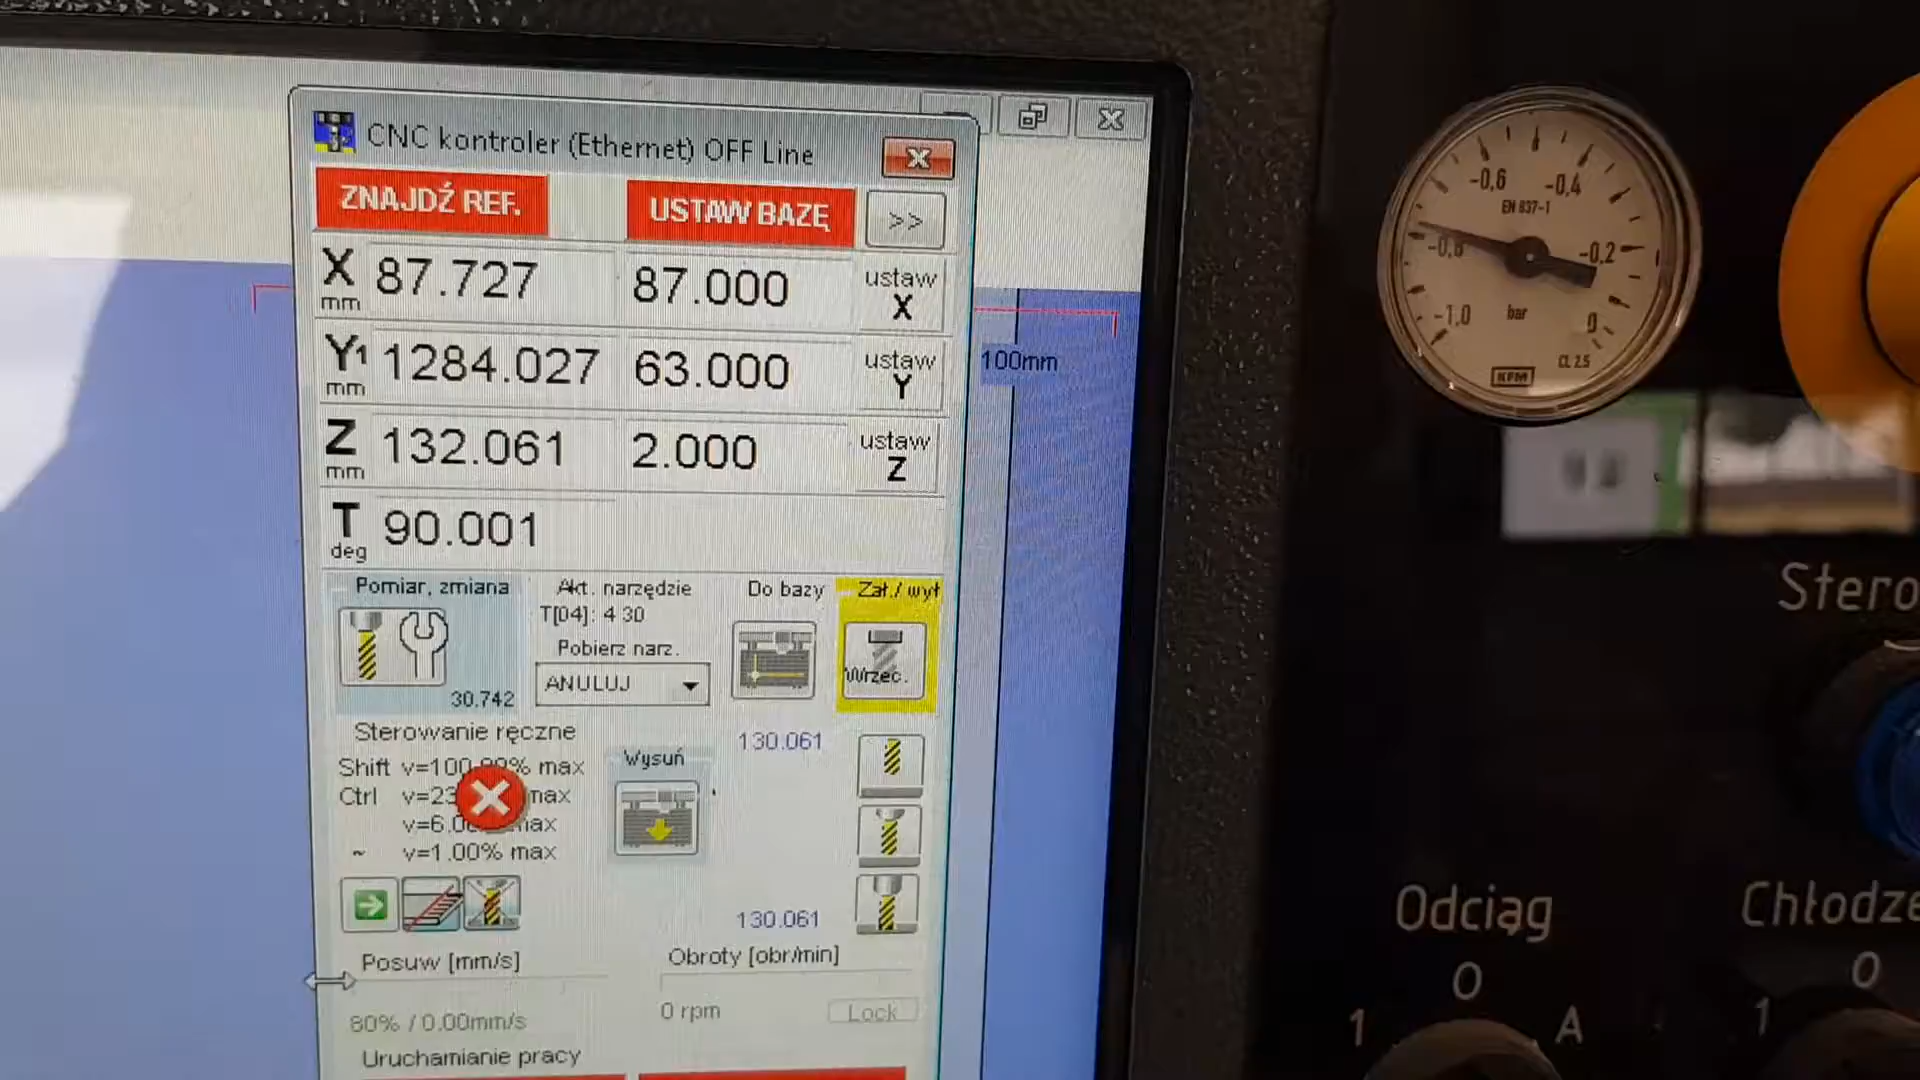 CNC kontroler (Ethernet) OFF Line
ZNAJDŹ REF.
USTAW BAZĘ
>>
X mm 87.727 87.000 ustaw X
Y1 mm 1284.027 63.000 ustaw Y
Z mm 132.061 2.000 ustaw Z
T deg 90.001
100mm
Pomiar, zmiana
30.742
Akt. narzędzie
T[04]: 4 30
Pobierz narz.
ANULUJ
Do bazy
Zał./ wył
Wrzec.
Sterowanie ręczne
Shift v=100.00% max
Ctrl v=23 max
v=6.0 max
~ v=1.00% max
Wysuń
130.061
130.061
Posuw [mm/s]
80% / 0.00mm/s
Obroty [obr/min]
0 rpm
Lock
Uruchamianie pracy
-0,6
-0,4
EN 837-1
-0,8
-0,2
-1,0
bar
0
CL 2.5
KFM
Stero
Odciąg
0
1
A
Chłodze
0
1